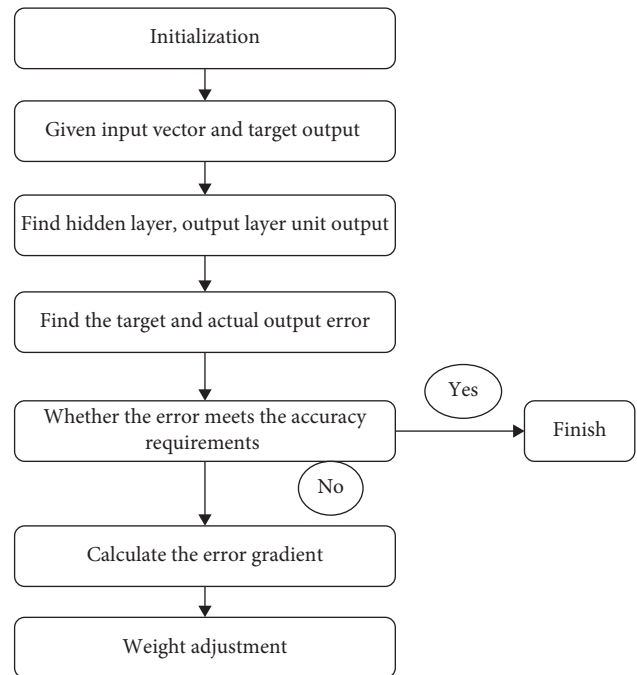 Initialization
Given input vector and target output
Find hidden layer, output layer unit output
Find the target and actual output error
Whether the error meets the accuracy
requirements
Yes
Finish
No
Calculate the error gradient
Weight adjustment